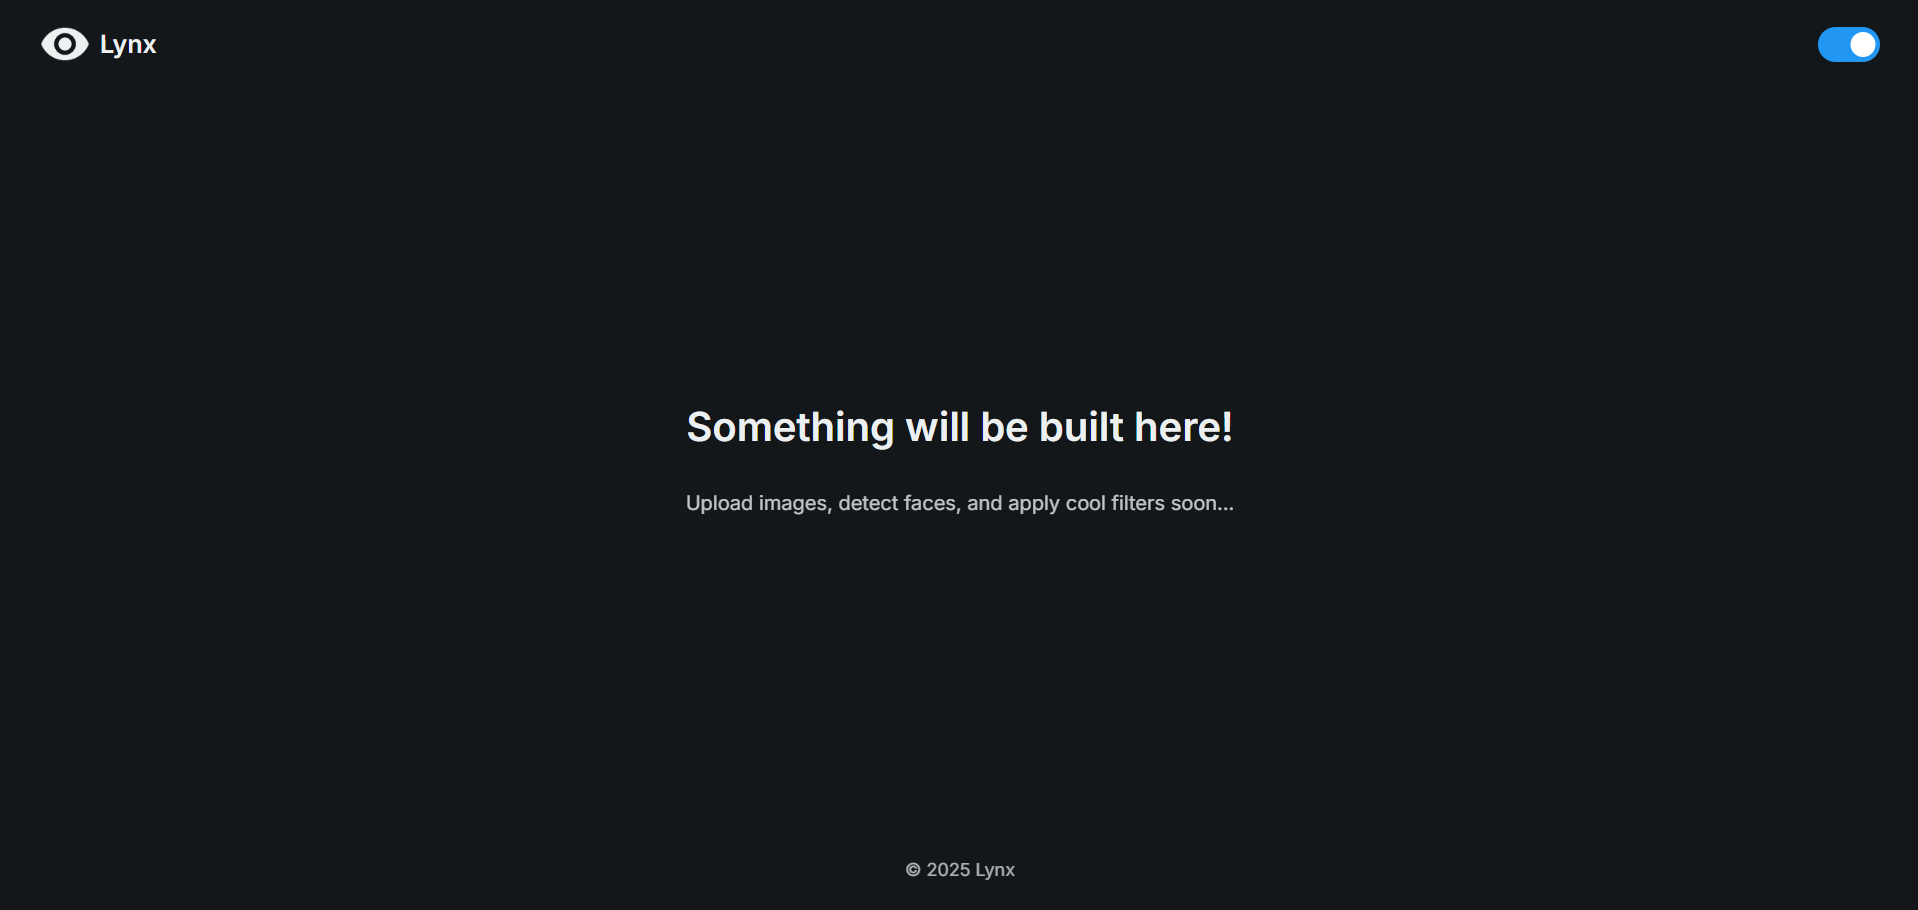 Lynx
Something will be built here!
Upload images, detect faces, and apply cool filters soon...
© 2025 Lynx